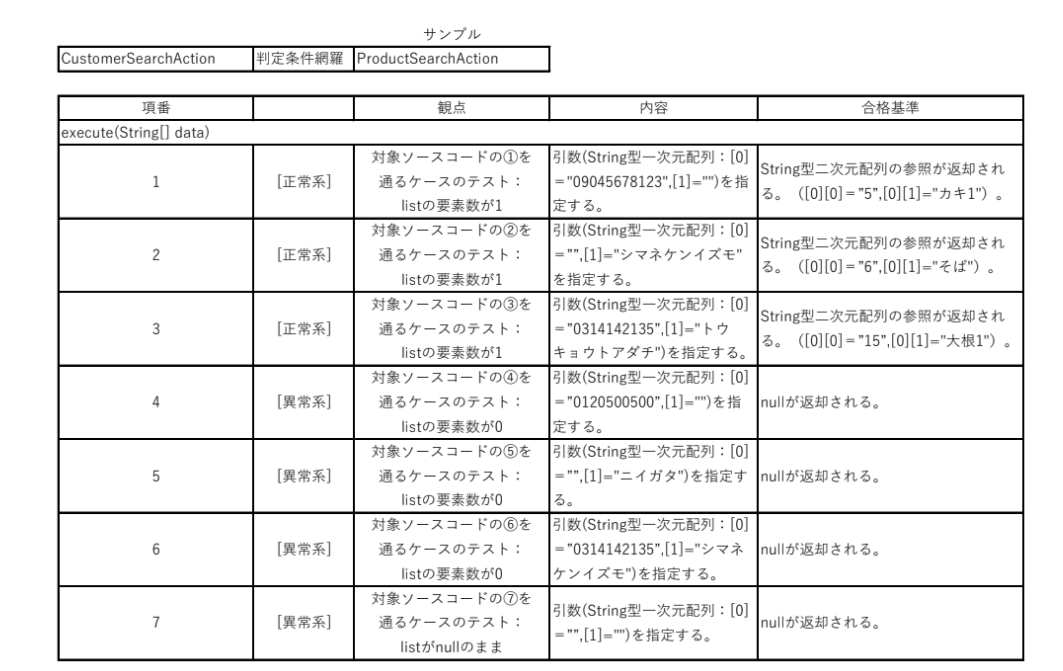 サンプル
CustomerSearchAction 判定条件網羅 ProductSearchAction
項番 観点 内容 合格基準
execute(String[] data)
1
[正常系]
対象ソースコードの①を
通るケースのテスト：
listの要素数が1
引数(String型一次元配列：[0]
＝"09045678123",[1]="")を指
定する。
String型二次元配列の参照が返却され
る。（[0][0]＝"5",[0][1]="カキ1"）。
2
[正常系]
対象ソースコードの②を
通るケースのテスト：
listの要素数が1
引数(String型一次元配列：[0]
＝"",[1]="シマネケンイズモ"
を指定する。
String型二次元配列の参照が返却され
る。（[0][0]＝"6",[0][1]="そば"）。
3
[正常系]
対象ソースコードの③を
通るケースのテスト：
listの要素数が1
引数(String型一次元配列：[0]
＝"0314142135",[1]="トウ
キョウトアダチ")を指定する。
String型二次元配列の参照が返却され
る。（[0][0]＝"15",[0][1]="大根1"）。
4
[異常系]
対象ソースコードの④を
通るケースのテスト：
listの要素数が0
引数(String型一次元配列：[0]
＝"0120500500",[1]="")を指
定する。
nullが返却される。
5
[異常系]
対象ソースコードの⑤を
通るケースのテスト：
listの要素数が0
引数(String型一次元配列：[0]
＝"",[1]="ニイガタ")を指定す
る。
nullが返却される。
6
[異常系]
対象ソースコードの⑥を
通るケースのテスト：
listの要素数が0
引数(String型一次元配列：[0]
＝"0314142135",[1]="シマネ
ケンイズモ")を指定する。
nullが返却される。
7
[異常系]
対象ソースコードの⑦を
通るケースのテスト：
listがnullのまま
引数(String型一次元配列：[0]
＝"",[1]="")を指定する。
nullが返却される。